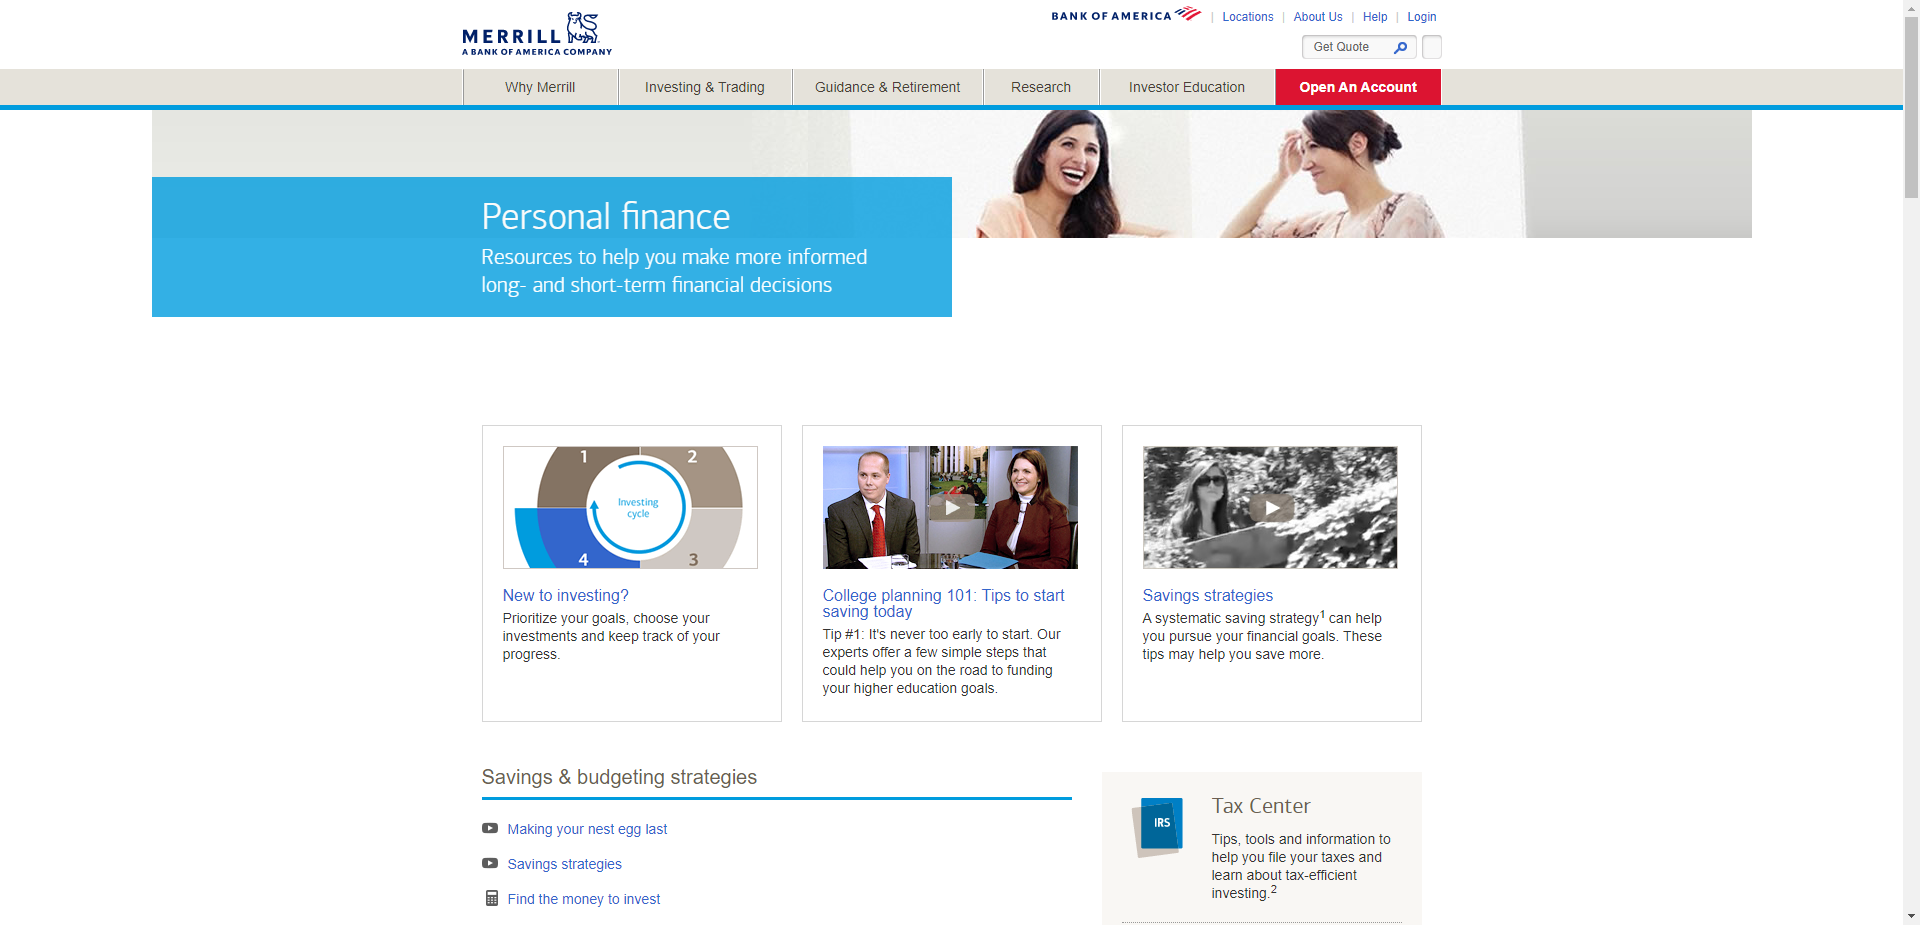 MERRILL
A BANK OF AMERICA COMPANY
BANK OF AMERICA
Locations
About Us
Help
Login
Get Quote
Why Merrill
Investing & Trading
Guidance & Retirement
Research
Investor Education
Open An Account
Personal finance
Resources to help you make more informed
long- and short-term financial decisions
1
2
Investing
cycle
4
3
New to investing?
Prioritize your goals, choose your
investments and keep track of your
progress.
College planning 101: Tips to start
saving today
Tip #1: It's never too early to start. Our
experts offer a few simple steps that
could help you on the road to funding
your higher education goals.
Savings strategies
A systematic saving strategy1 can help
you pursue your financial goals. These
tips may help you save more.
Savings & budgeting strategies
Making your nest egg last
Savings strategies
Find the money to invest
IRS
Tax Center
Tips, tools and information to
help you file your taxes and
learn about tax-efficient
investing.2